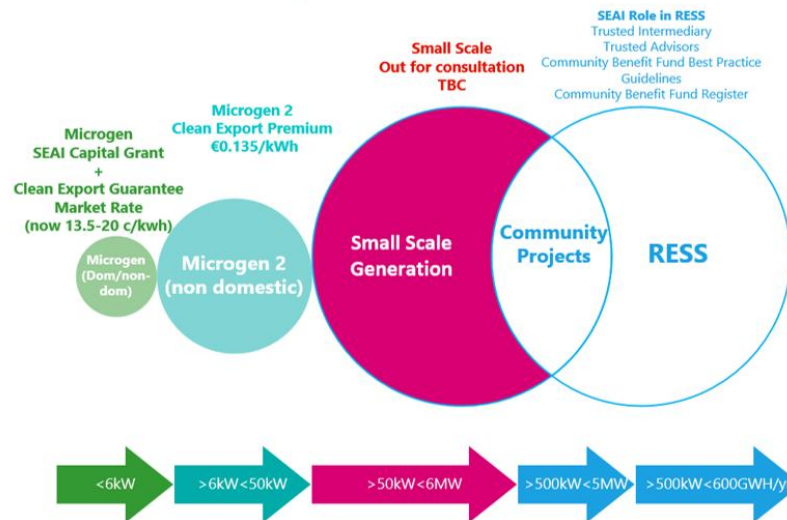 SEAI Role in RESS
Trusted Intermediary
Trusted Advisors
Community Benefit Fund Best Practice
Guidelines
Community Benefit Fund Register
Small Scale
Out for consultation
TBC
Microgen 2
Clean Export Premium
€0.135/kWh
Microgen
SEAI Capital Grant
+
Clean Export Guarantee
Market Rate
(now 13.5-20 c/kwh)
Microgen
(Dom/non-
dom)
Microgen 2
(non domestic)
Small Scale
Generation
Community
Projects
RESS
<6kW
>6kW<50kW
>50kW<6MW
>500kW<5MW
>500kW<600GWH/y